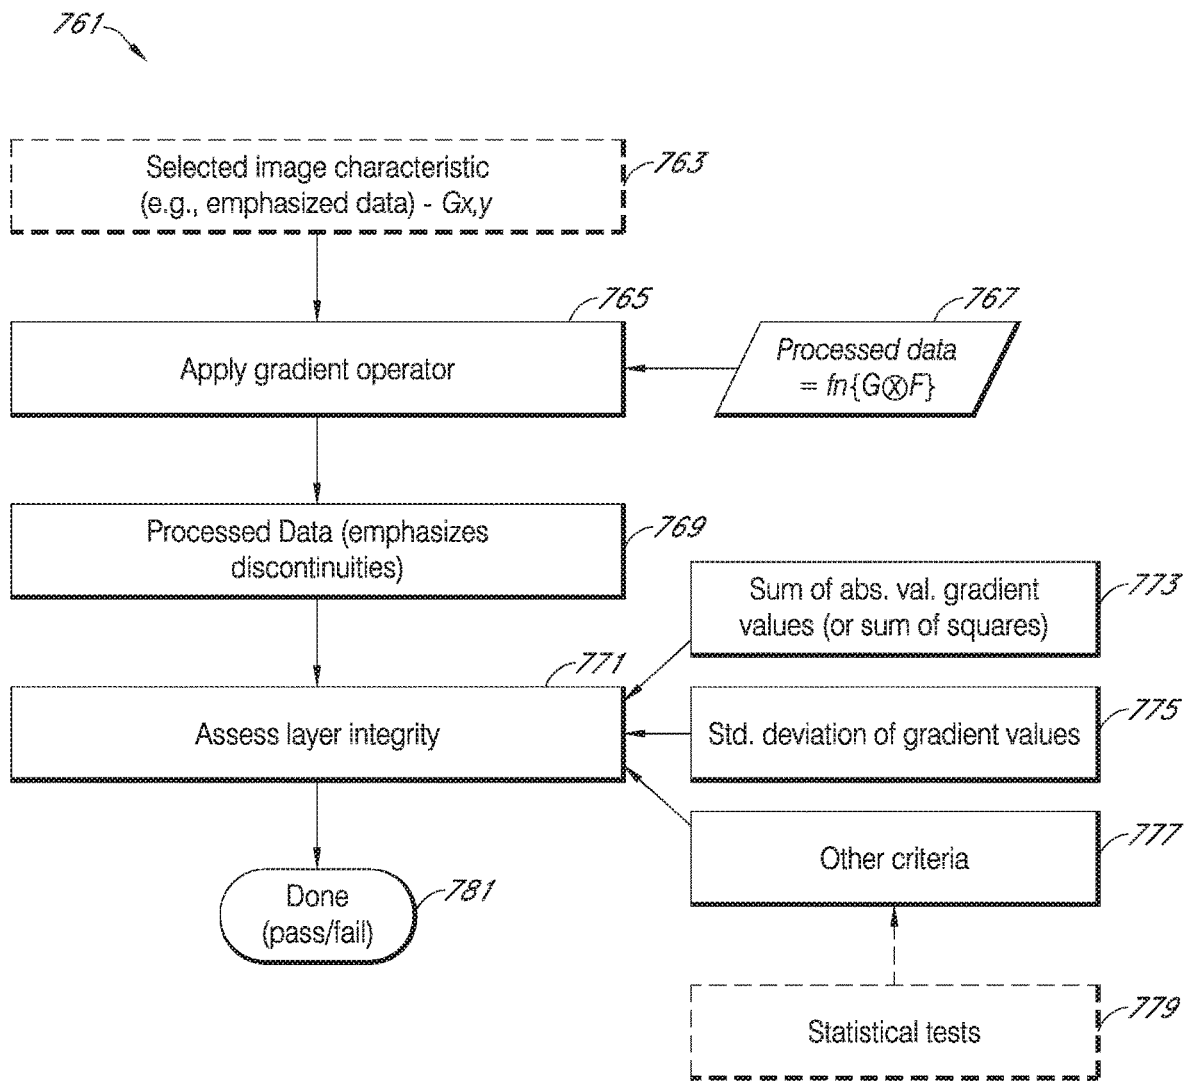 761
Selected image characteristic
(e.g., emphasized data) - Gx,y
763
765
Apply gradient operator
767
Processed data
= fn{G⊗F}
Processed Data (emphasizes
discontinuities)
769
Sum of abs. val. gradient
values (or sum of squares)
773
771
Assess layer integrity
Std. deviation of gradient values
775
Other criteria
777
Done
(pass/fail)
781
Statistical tests
779